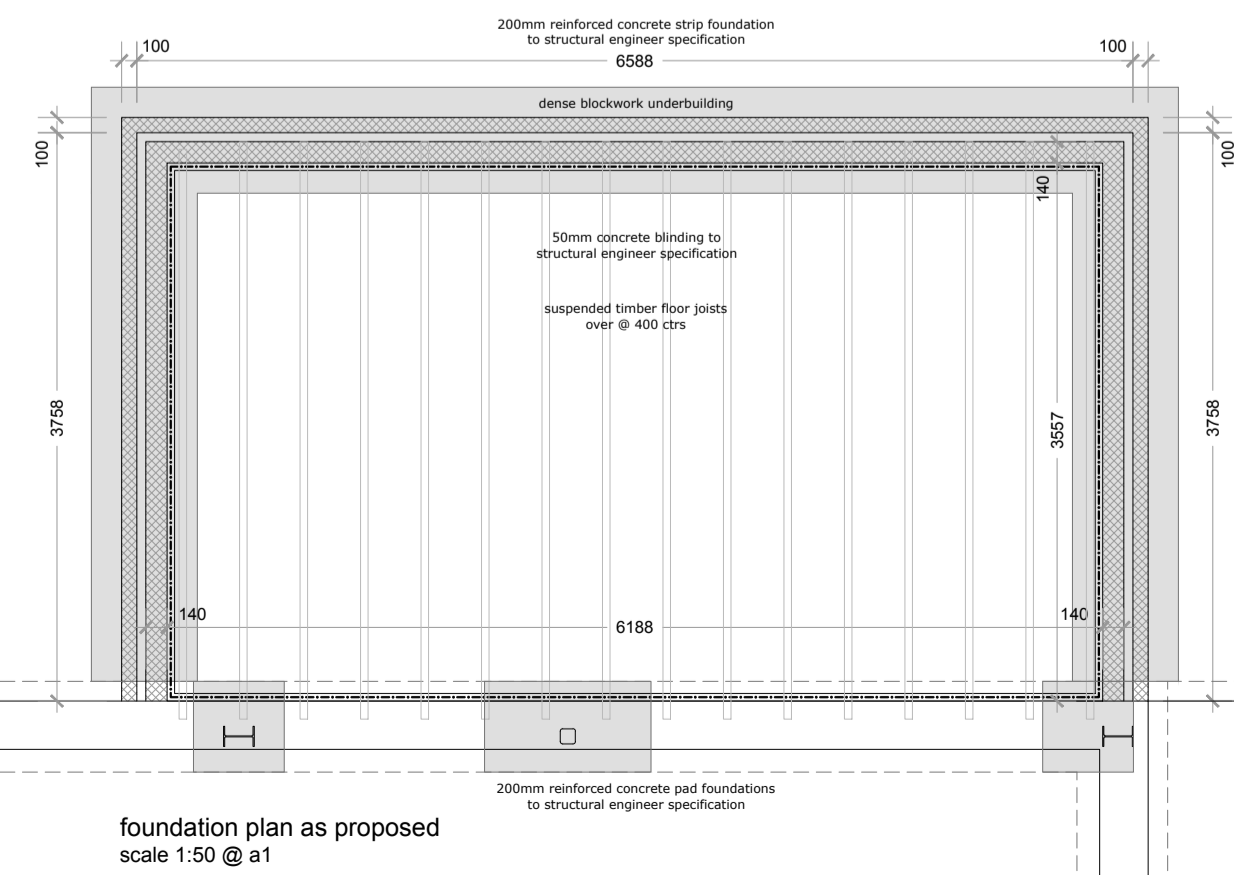 200mm reinforced concrete strip foundation
to structural engineer specification
100
100
6588
dense blockwork underbuilding
100
100
140
50mm concrete blinding to
structural engineer specification
suspended timber floor joists
over @ 400 ctrs
3758
3557
3758
140
140
6188
200mm reinforced concrete pad foundations
to structural engineer specification
foundation plan as proposed
scale 1:50 @ a1